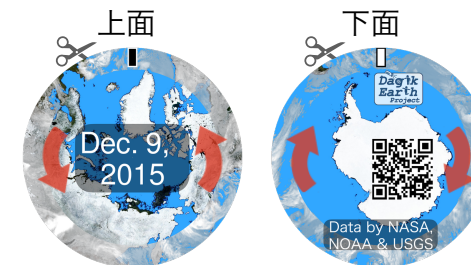 上面
下面
Dec. 9,
2015
Dagik
Earth
Project
Data by NASA,
NOAA & USGS